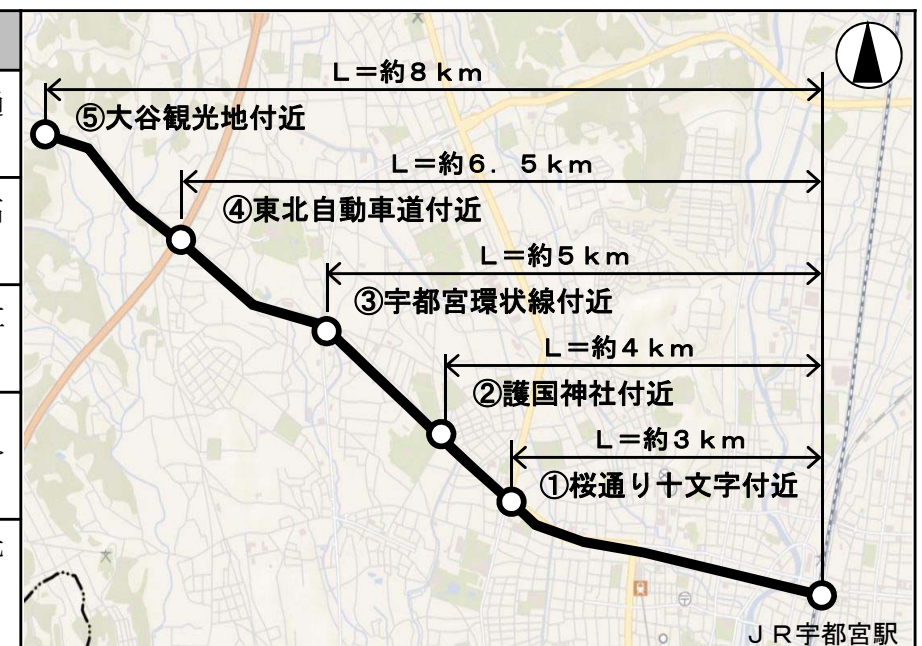 L=約8km
⑤大谷観光地付近
L=約6.5km
④東北自動車道付近
L=約5km
③宇都宮環状線付近
L=約4km
②護国神社付近
L=約3km
①桜通り十文字付近
JR宇都宮駅